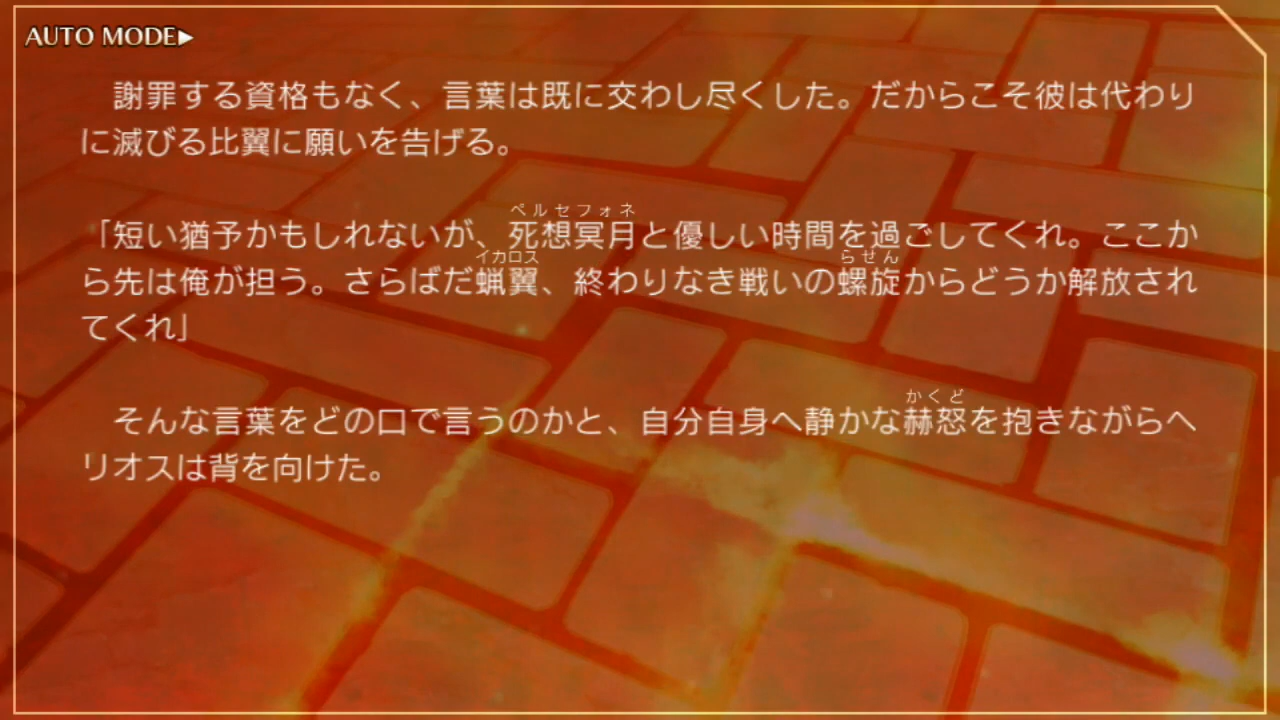 AUTO MODE▶
謝罪する資格もなく、言葉は既に交わし尽くした。だからこそ彼は代わり
に滅びる比翼に願いを告げる。
ペルセフォネ
「短い猶予かもしれないが、死想冥月と優しい時間を過ごしてくれ。ここか
イカロス らせん
ら先は俺が担う。さらばだ蝋翼、終わりなき戦いの螺旋からどうか解放され
てくれ」
かくど
そんな言葉をどの口で言うのかと、自分自身へ静かな赫怒を抱きながらヘ
リオスは背を向けた。